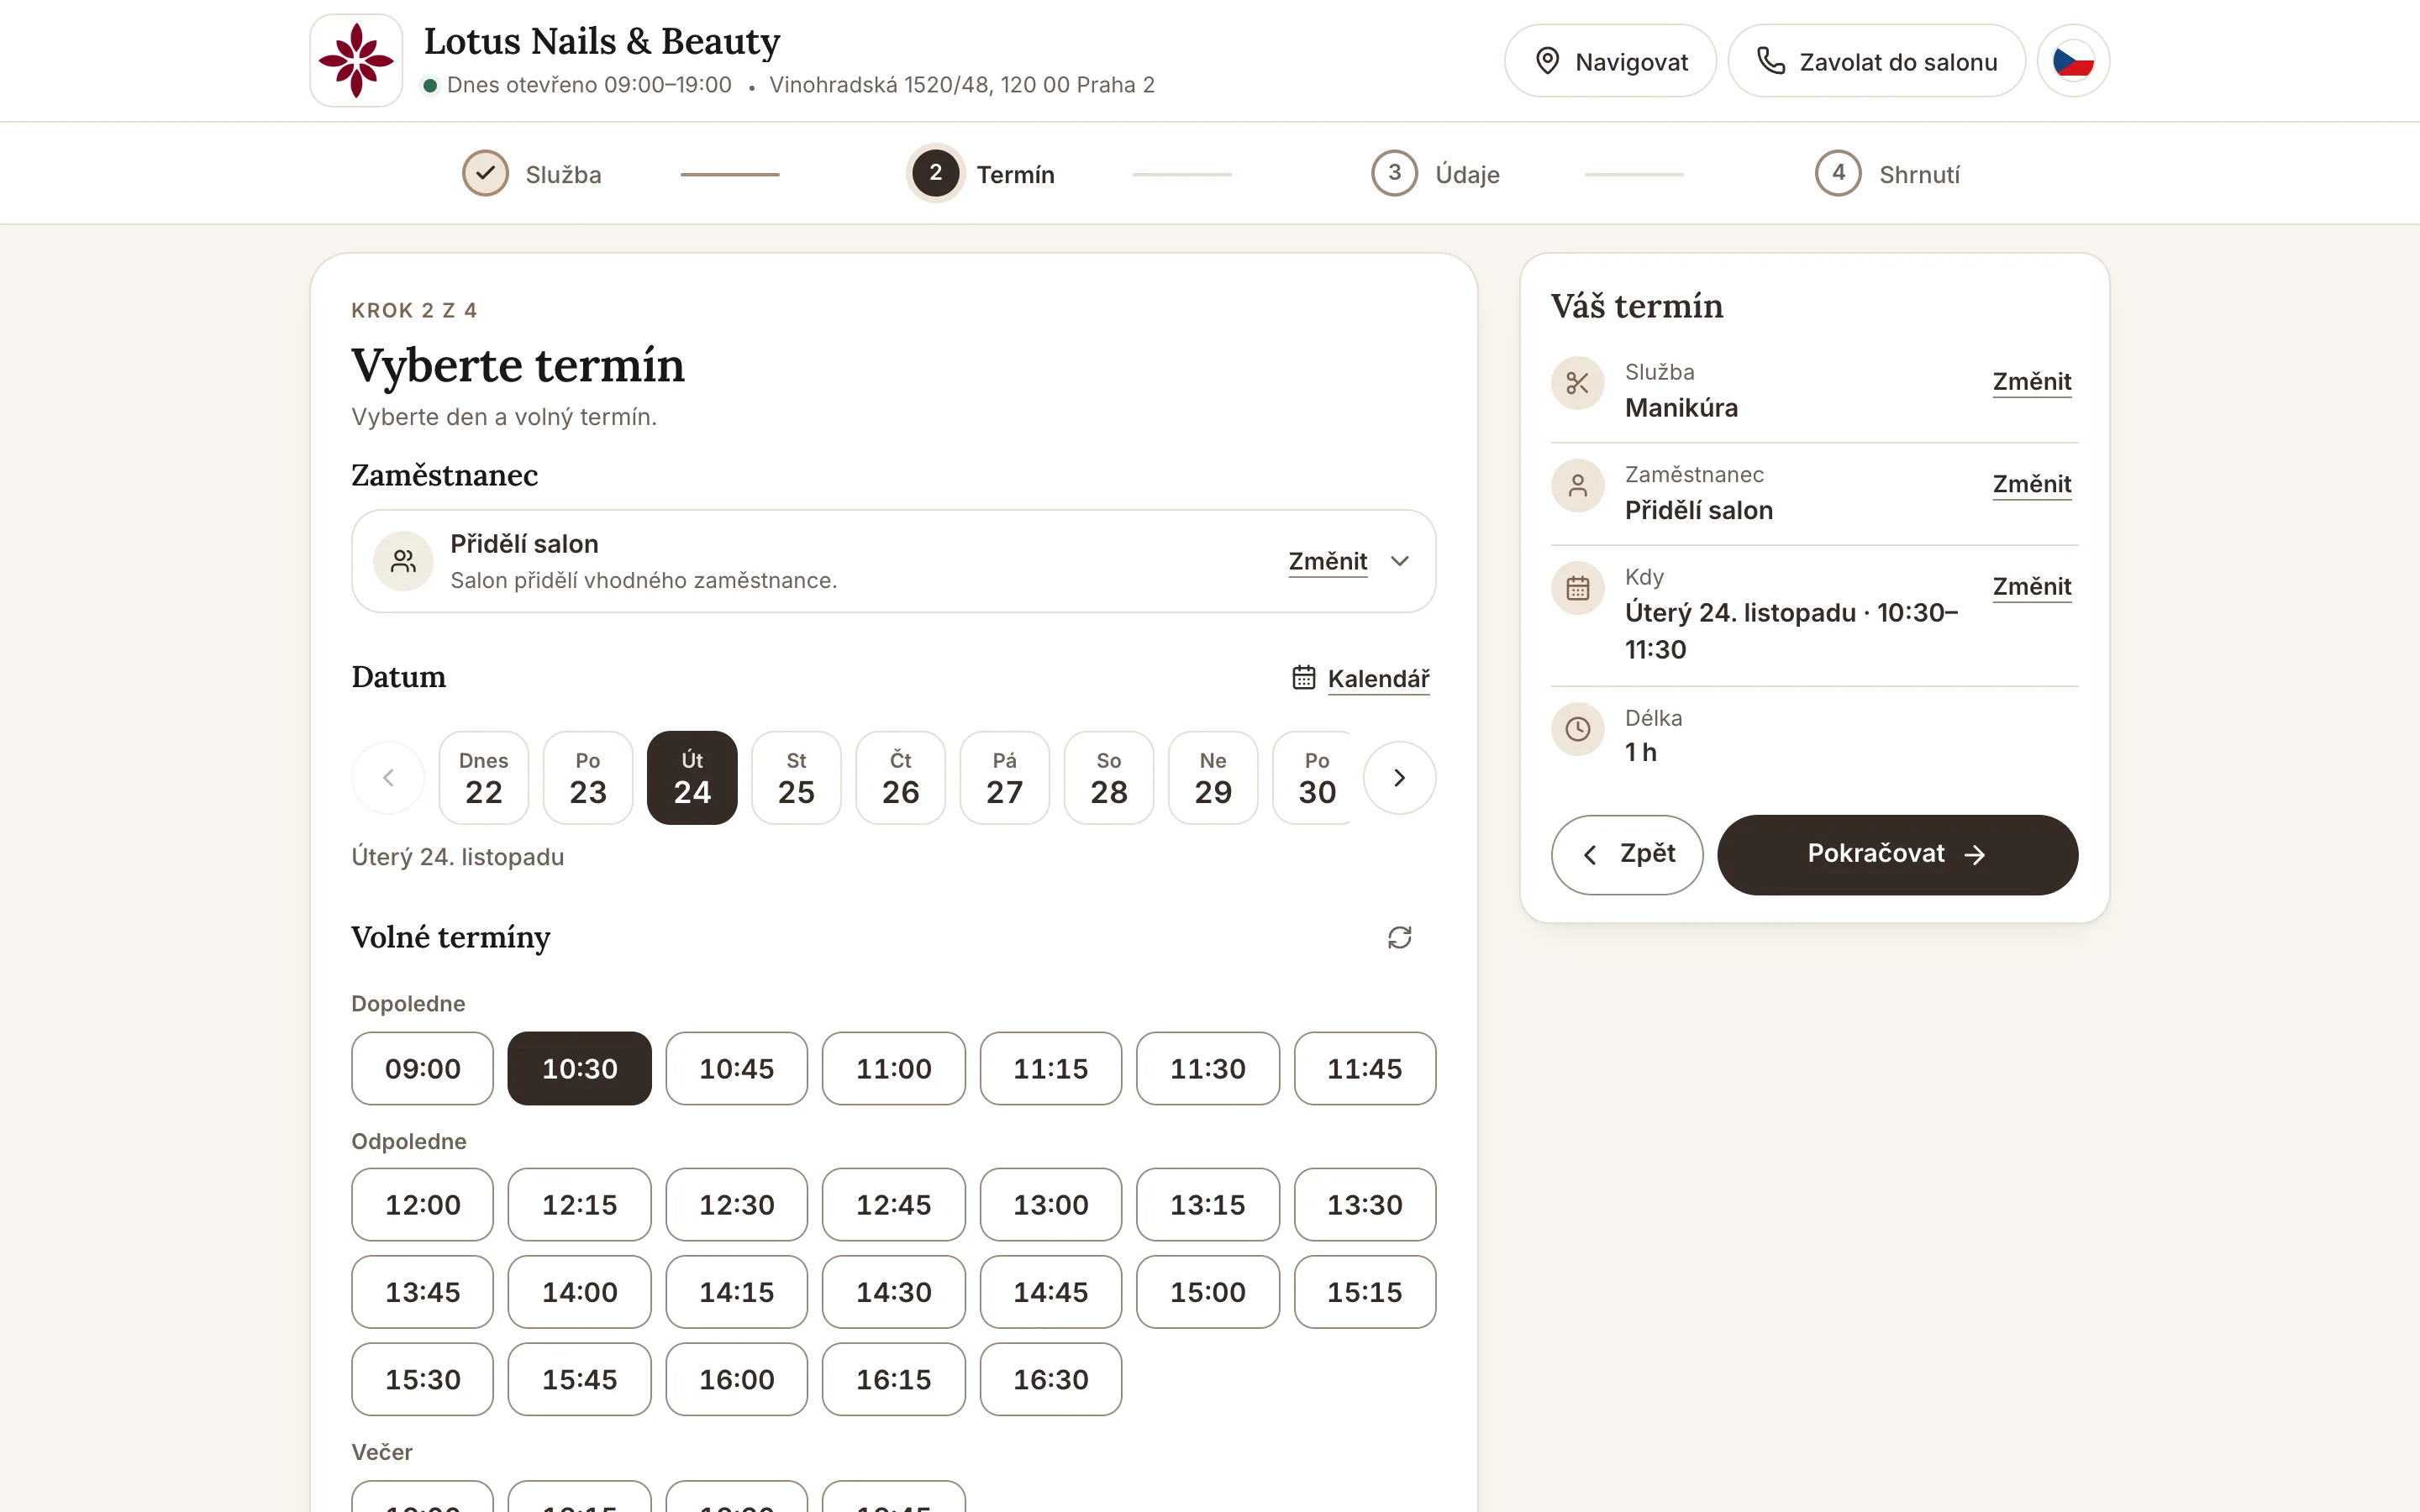 Lotus Nails & Beauty
Dnes otevřeno 09:00–19:00 • Vinohradská 1520/48, 120 00 Praha 2
Navigovat
Zavolat do salonu
Služba
2 Termín
3 Údaje
4 Shrnutí
KROK 2 Z 4
Vyberte termín
Vyberte den a volný termín.
Zaměstnanec
Přidělí salon
Salon přidělí vhodného zaměstnance.
Změnit
Datum
Kalendář
Dnes 22
Po 23
Út 24
St 25
Čt 26
Pá 27
So 28
Ne 29
Po 30
Úterý 24. listopadu
Volné termíny
Dopoledne
09:00 10:30 10:45 11:00 11:15 11:30 11:45
Odpoledne
12:00 12:15 12:30 12:45 13:00 13:15 13:30
13:45 14:00 14:15 14:30 14:45 15:00 15:15
15:30 15:45 16:00 16:15 16:30
Večer
Váš termín
Služba
Manikúra
Změnit
Zaměstnanec
Přidělí salon
Změnit
Kdy
Úterý 24. listopadu · 10:30–
11:30
Změnit
Délka
1 h
Zpět
Pokračovat